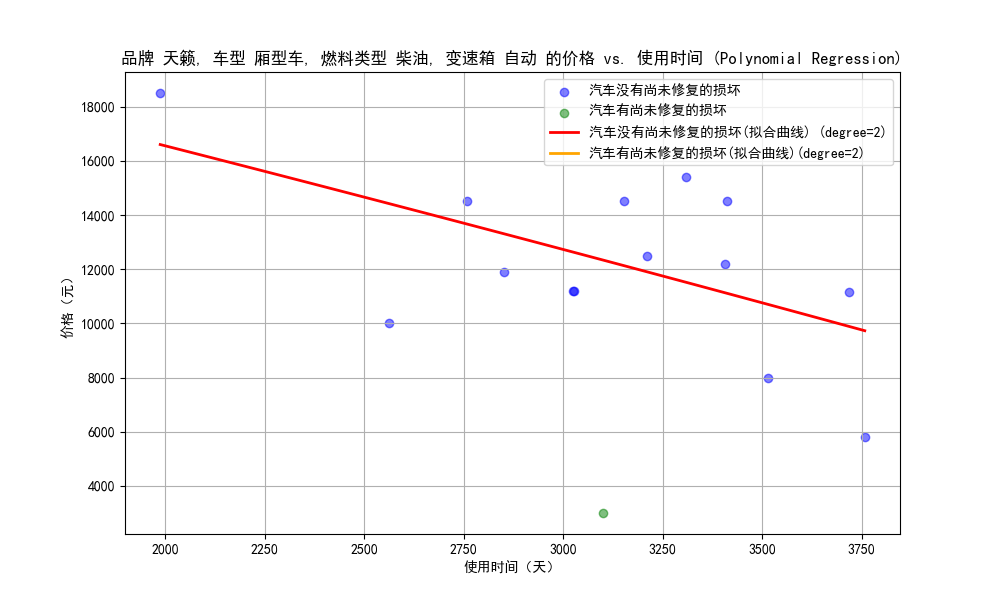 品牌 天籁, 车型 厢型车, 燃料类型 柴油, 变速箱 自动 的价格 vs. 使用时间 (Polynomial Regression)
汽车没有尚未修复的损坏
汽车有尚未修复的损坏
汽车没有尚未修复的损坏(拟合曲线) (degree=2)
汽车有尚未修复的损坏(拟合曲线)(degree=2)
18000
16000
14000
12000
10000
8000
6000
4000
价格（元）
2000 2250 2500 2750 3000 3250 3500 3750
使用时间（天）